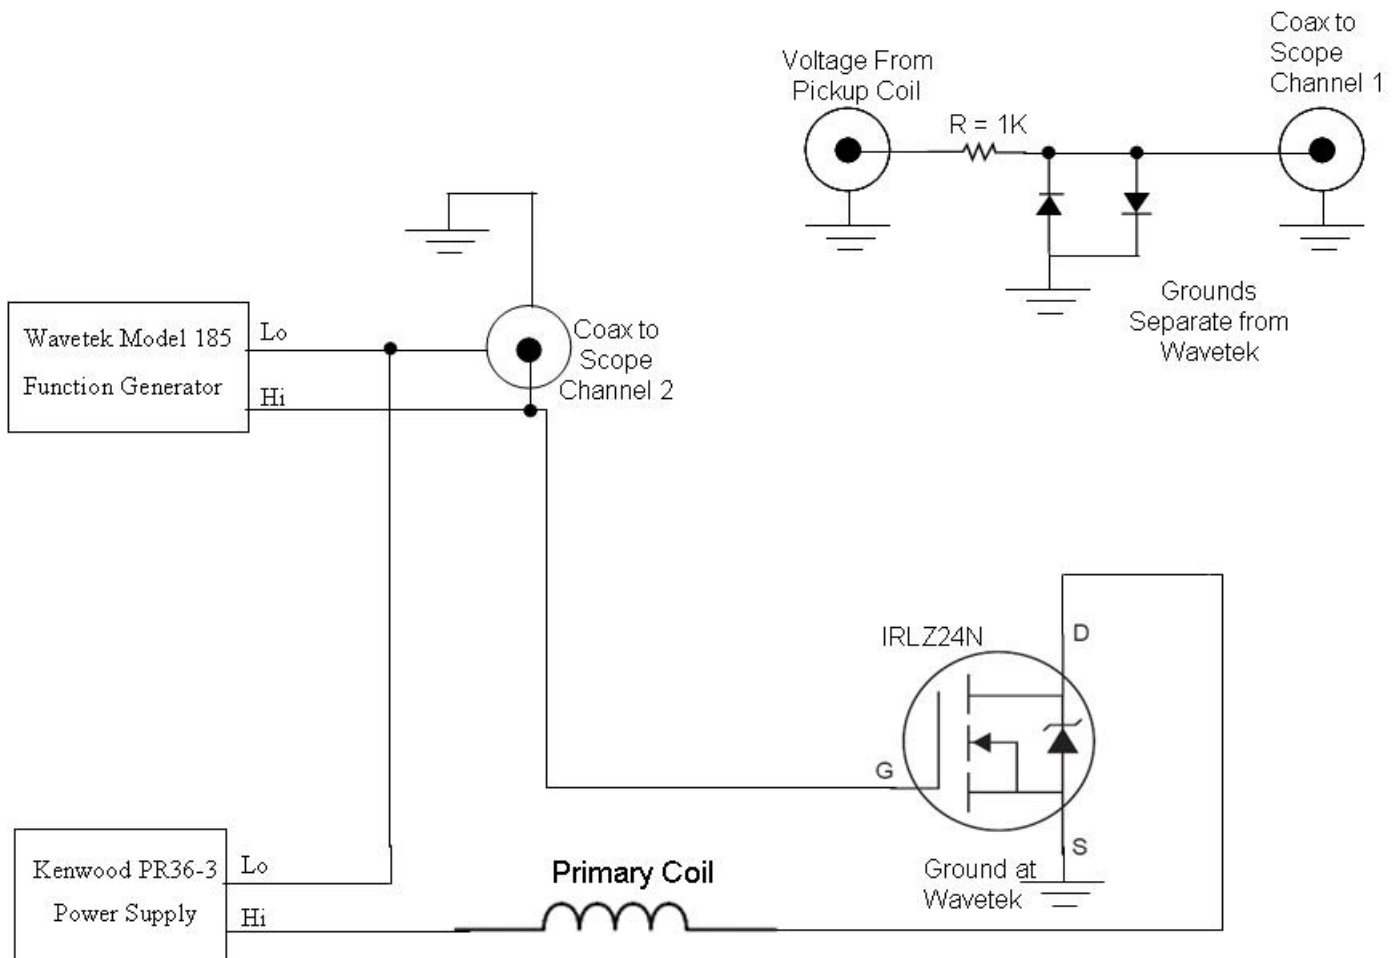 Coax to
Scope
Channel 1
Voltage From
Pickup Coil
R = 1K
Grounds
Separate from
Wavetek
Wavetek Model 185
Function Generator
Lo
Hi
Coax to
Scope
Channel 2
IRLZ24N
D
G
S
Ground at
Wavetek
Kenwood PR36-3
Power Supply
Lo
Hi
Primary Coil